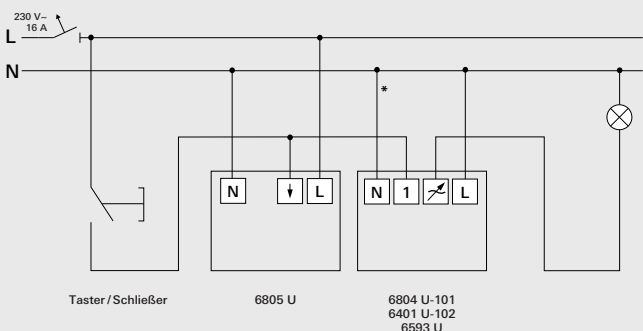 230 V~
16 A
L
N
*
N L
N 1 L
Taster/Schließer
6805 U
6804 U-101
6401 U-102
6593 U